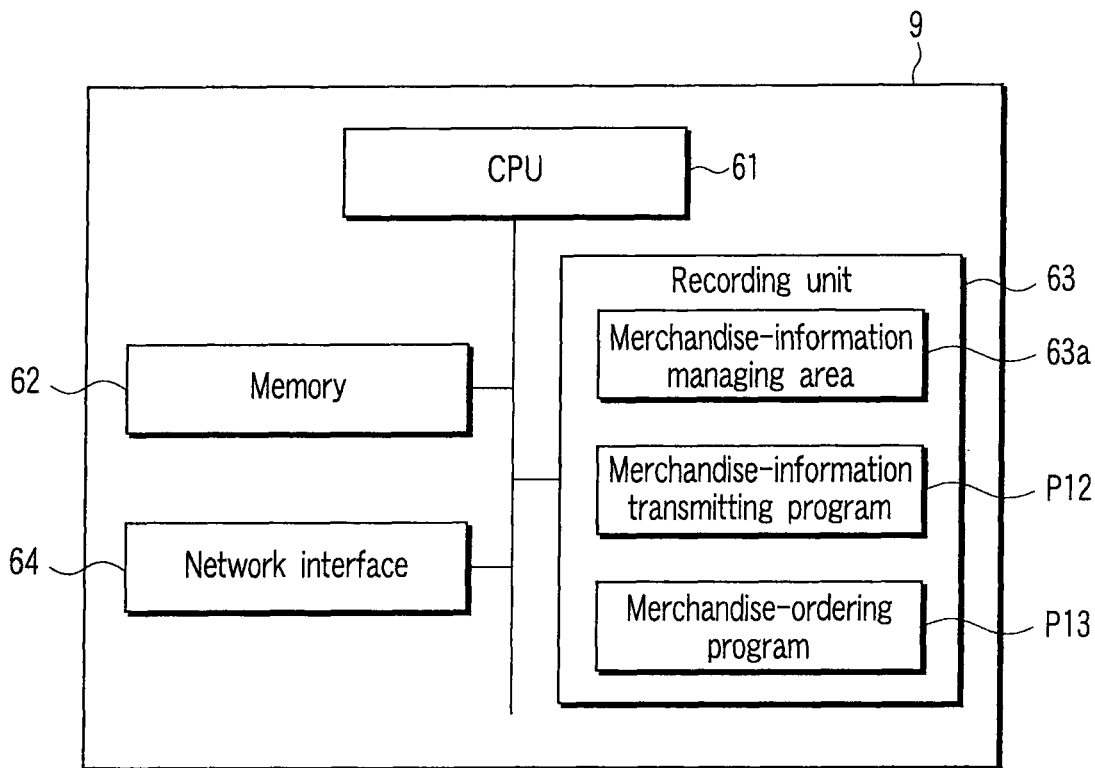 9
CPU
61
Recording unit
63
Merchandise-information
managing area
63a
62
Memory
Merchandise-information
transmitting program
P12
64
Network interface
Merchandise-ordering
program
P13